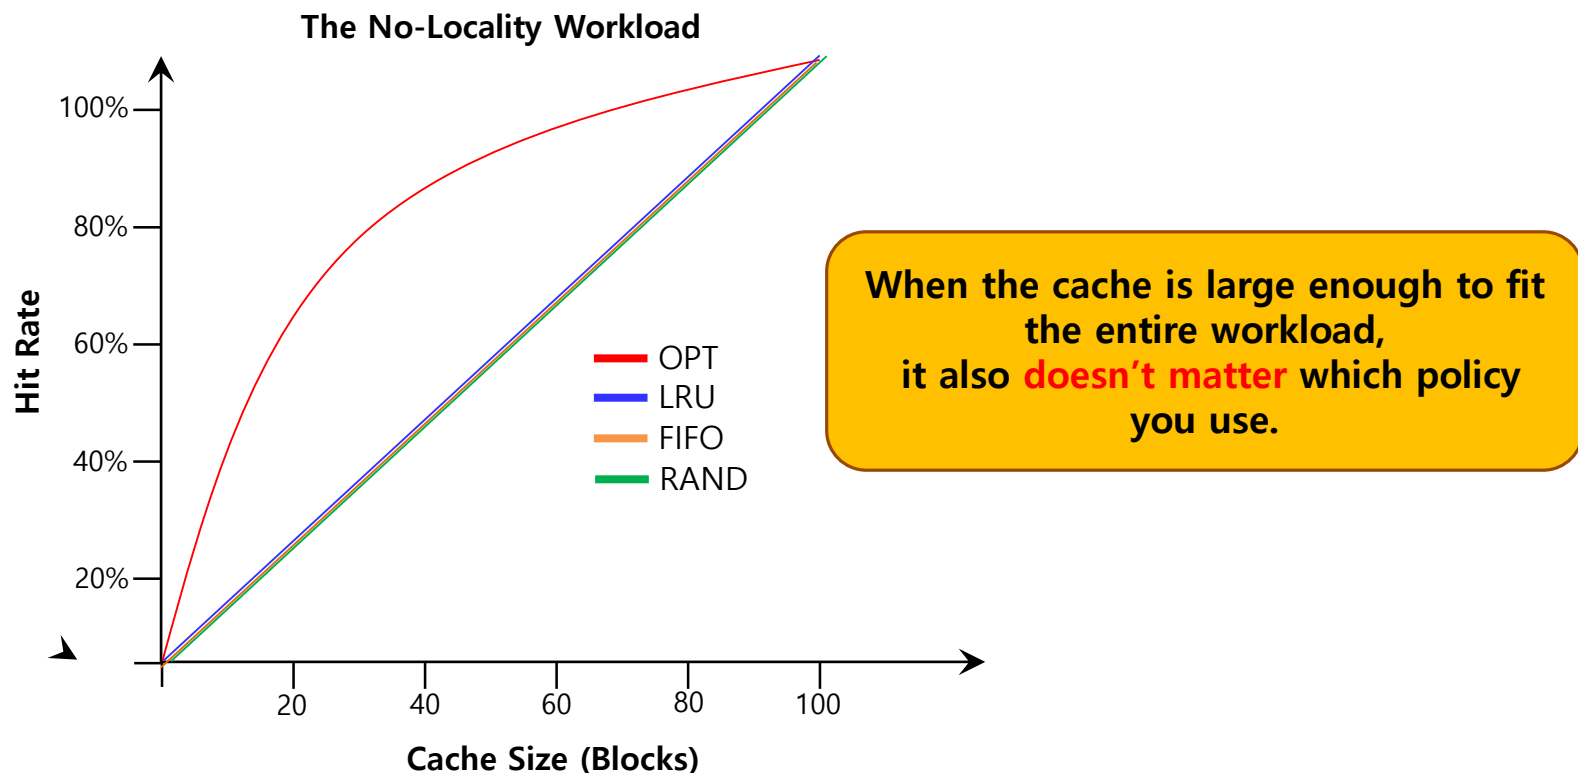 The No-Locality Workload
100%
80%
60%
40%
20%
Hit Rate
OPT
LRU
FIFO
RAND
20
40
60
80
100
Cache Size (Blocks)
When the cache is large enough to fit
the entire workload,
it also doesn’t matter which policy
you use.